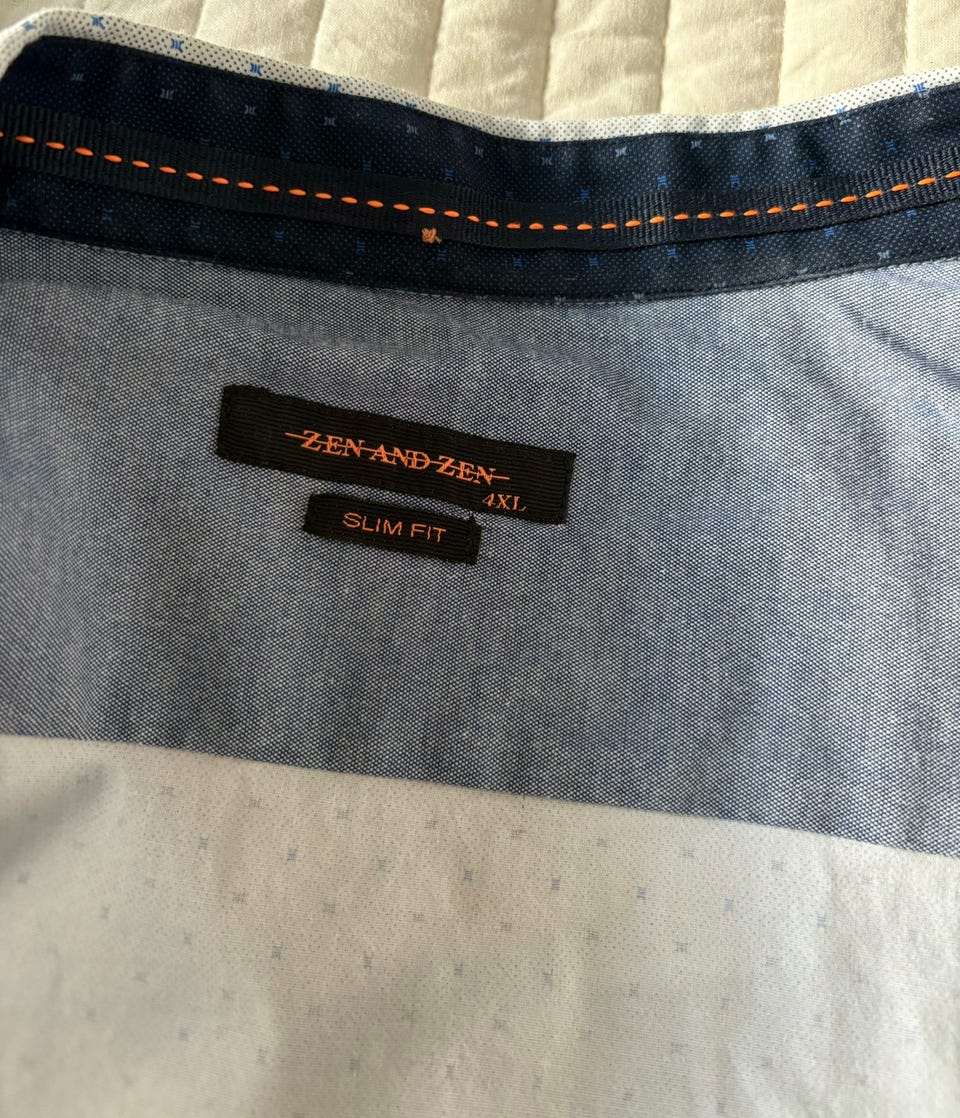 ZEN AND ZEN
4XL
SLIM FIT